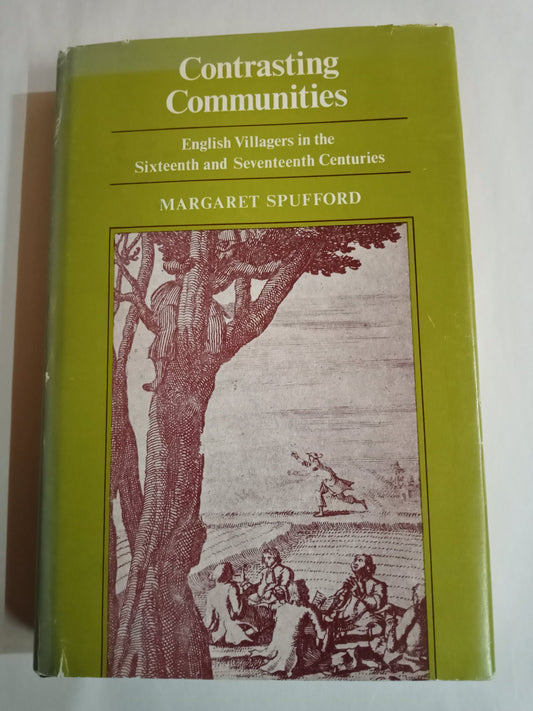 Contrasting
Communities
English Villagers in the
Sixteenth and Seventeenth Centuries
MARGARET SPUFFORD